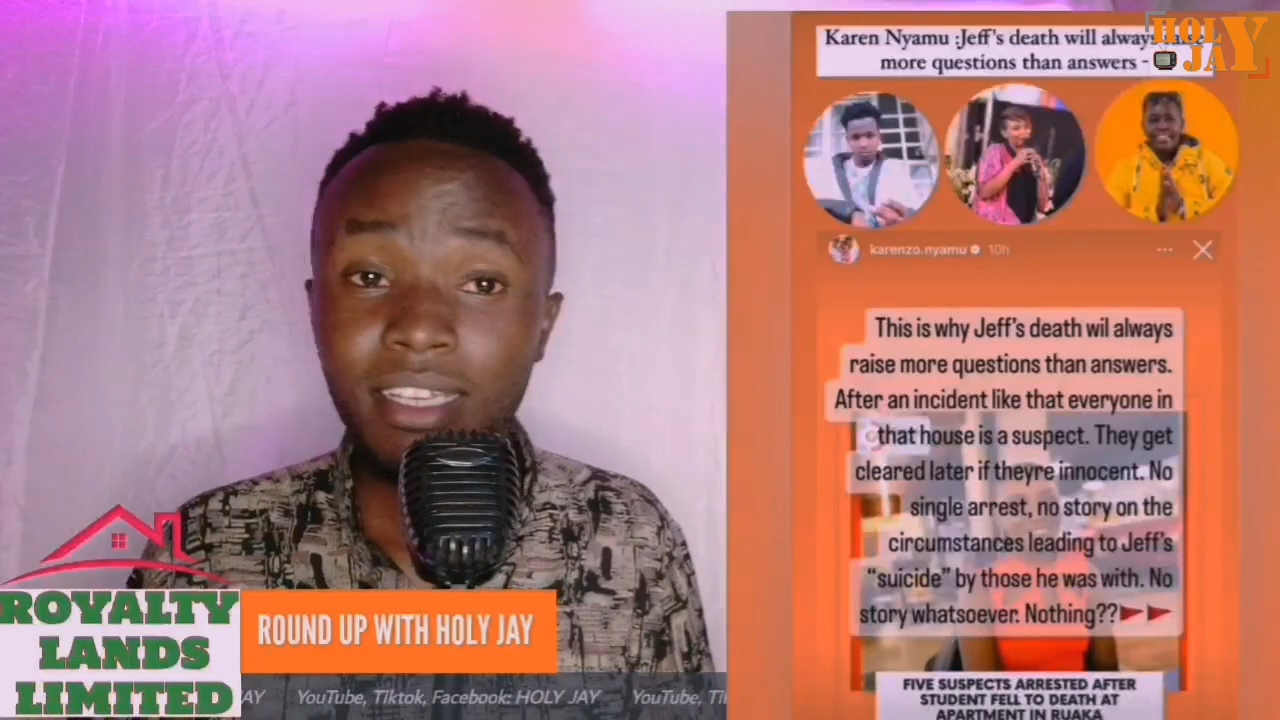 Karen Nyamu :Jeff's death will always raise
more questions than answers -
HOLY
JAY
karenzo.nyamu
10h
This is why Jeff's death wil always
raise more questions than answers.
After an incident like that everyone in
that house is a suspect. They get
cleared later if theyre innocent. No
single arrest, no story on the
circumstances leading to Jeff's
“suicide” by those he was with. No
story whatsoever. Nothing??
FIVE SUSPECTS ARRESTED AFTER
STUDENT FELL TO DEATH AT
APARTMENT IN RUAKA
ROYALTY
LANDS
LIMITED
ROUND UP WITH HOLY JAY
JAY YouTube, Tiktok, Facebook: HOLY JAY YouTube,